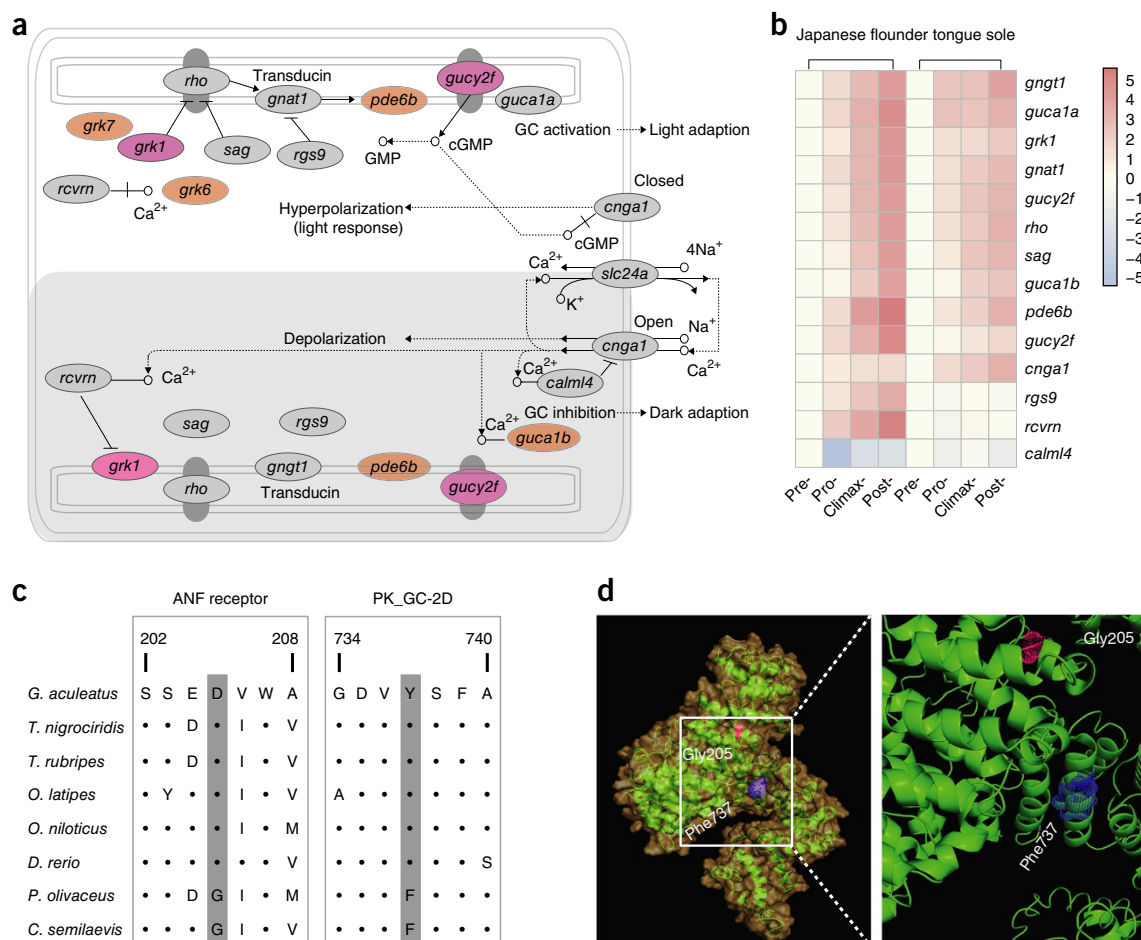 a
rho
Transducin
gnat1
pde6b
gucy2f
guca1a
grk7
grk1
sag
rgs9
GMP
cGMP
GC activation
Light adaption
rcvrn
Ca2+
grk6
Closed
cnga1
Hyperpolarization
(light response)
cGMP
Ca2+
4Na+
slc24a
K+
Depolarization
Open
Na+
cnga1
Ca2+
rcvrn
Ca2+
Ca2+
calml4
sag
rgs9
Ca2+
GC inhibition
Dark adaption
guca1b
grk1
rho
gngt1
Transducin
pde6b
gucy2f
b
Japanese flounder tongue sole
gngt1
guca1a
grk1
gnat1
gucy2f
rho
sag
guca1b
pde6b
gucy2f
cnga1
rgs9
rcvrn
calml4
Pre- Pro- Climax- Post- Pre- Pro- Climax- Post-
5
4
3
2
1
0
−1
−2
−3
−4
−5
c
ANF receptor PK_GC-2D
202 208 734 740
G. aculeatus S S E D V W A G D V Y S F A
T. nigrociridis • • D • I • V • • • • • • •
T. rubripes • • D • I • V • • • • • • •
O. latipes • Y • • I • V A • • • • • •
O. niloticus • • • • I • M • • • • • • •
D. rerio • • • • • • V • • • • • • S
P. olivaceus • • D G I • M • • • F • • •
C. semilaevis • • • G I • V • • • F • • •
d
Gly205
Phe737
Gly205
Phe737